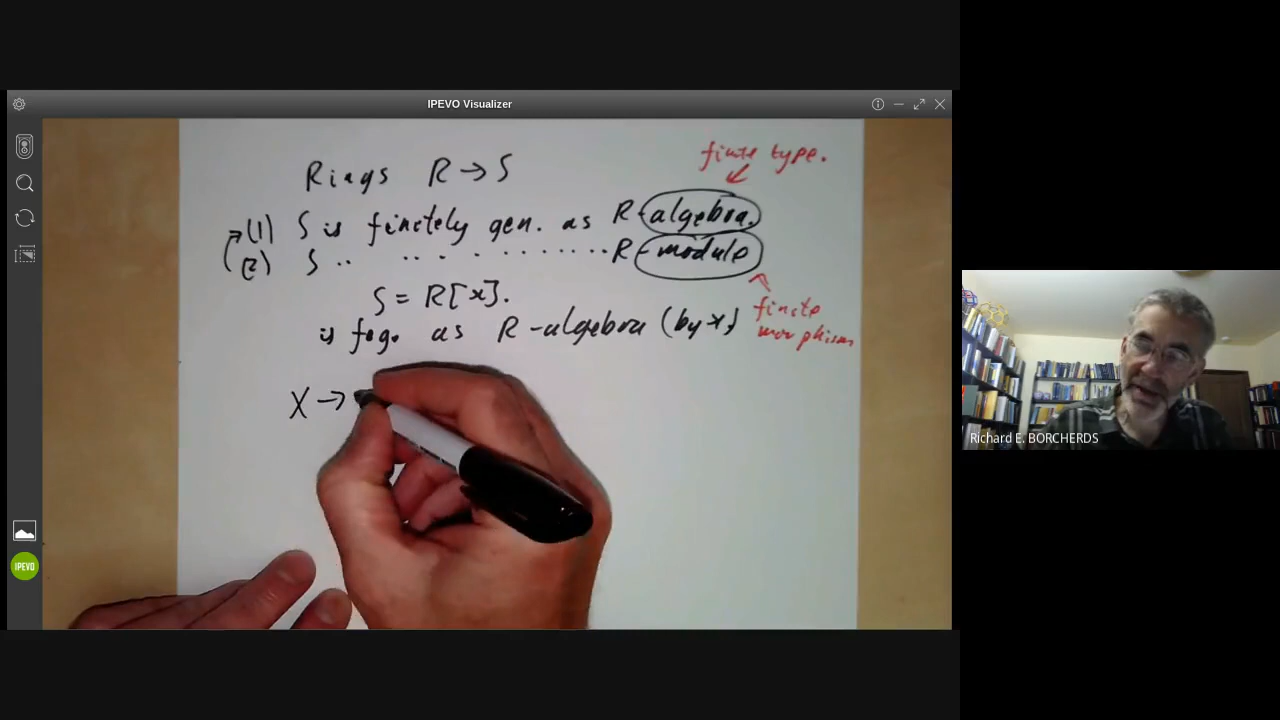 IPEVO Visualizer
finite type.
Rings R → S
(1) S is finitely gen. as R-algebra.
(2) S .. .. . . . . . . . . R-module
S = R[x].
is f.g. as R-algebra (by x)
finite
morphism
X →
IPEVO
Richard E. BORCHERDS